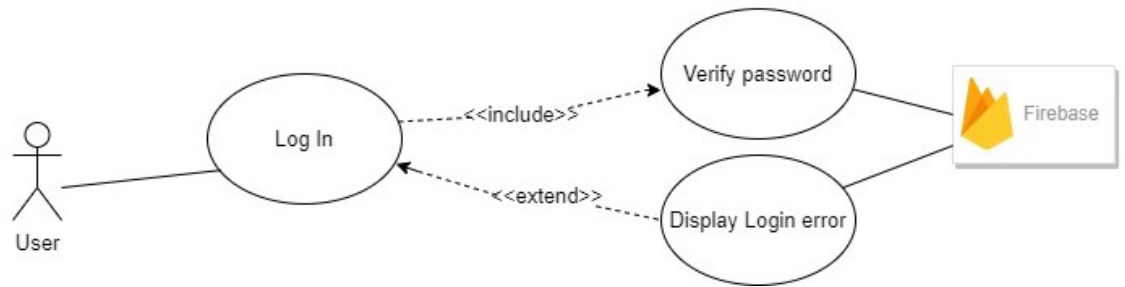 Verify password
<<include>>
Firebase
Log In
<<extend>>
Display Login error
User